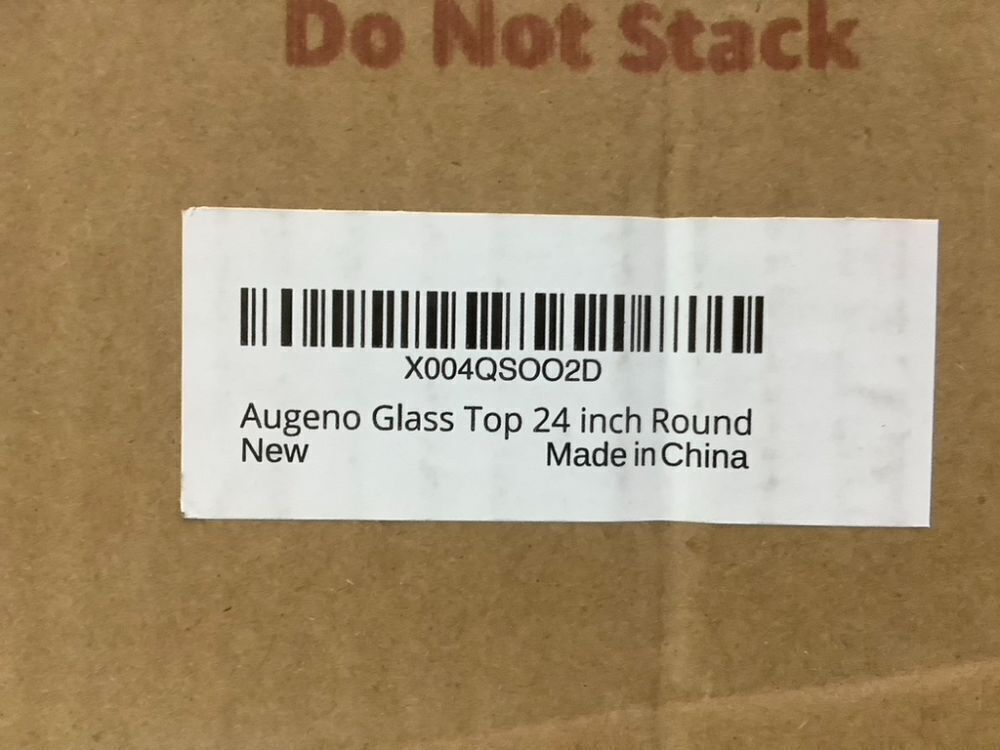 Do Not Stack
X004QSOO2D
Augeno Glass Top 24 inch Round
New Made in China